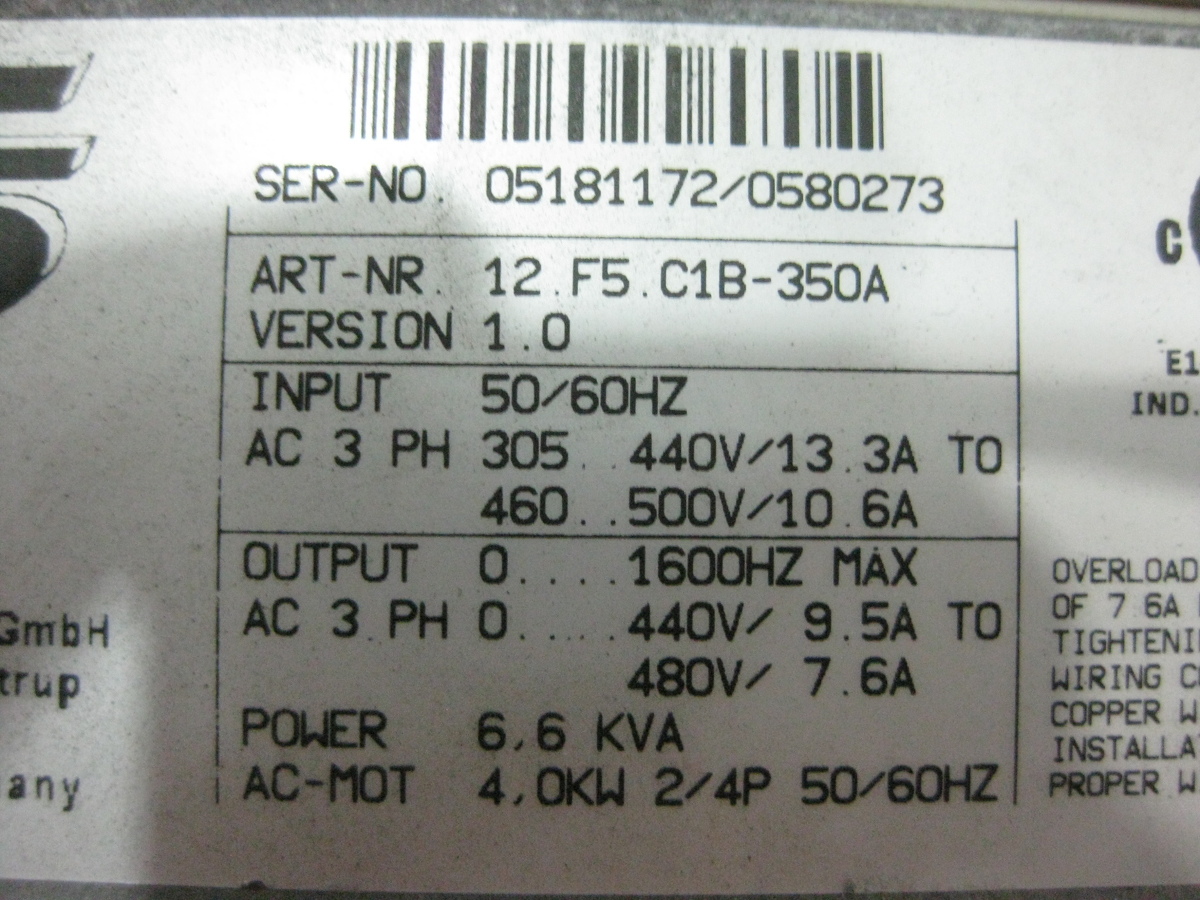 SER-NO. 05181172/0580273
ART-NR. 12.F5.C1B-350A
VERSION 1.0
INPUT 50/60HZ
AC 3 PH 305..440V/13.3A TO
460..500V/10.6A
OUTPUT 0.....1600HZ MAX
AC 3 PH 0.....440V/ 9.5A TO
480V/ 7.6A
POWER 6,6 KVA
AC-MOT 4,0KW 2/4P 50/60HZ
GmbH
trup
any
C
E1
IND.
OVERLOAD
OF 7.6A
TIGHTENI
WIRING CO
COPPER W
INSTALLAT
PROPER W